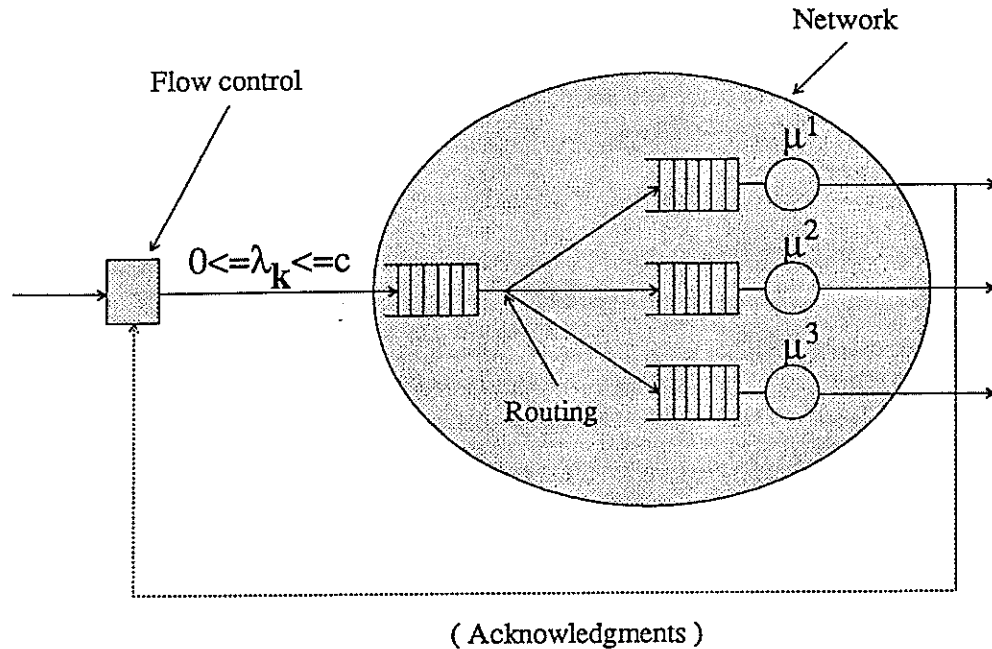 Network
Flow control
μ¹
0<=λₖ<=c
μ²
μ³
Routing
( Acknowledgments )